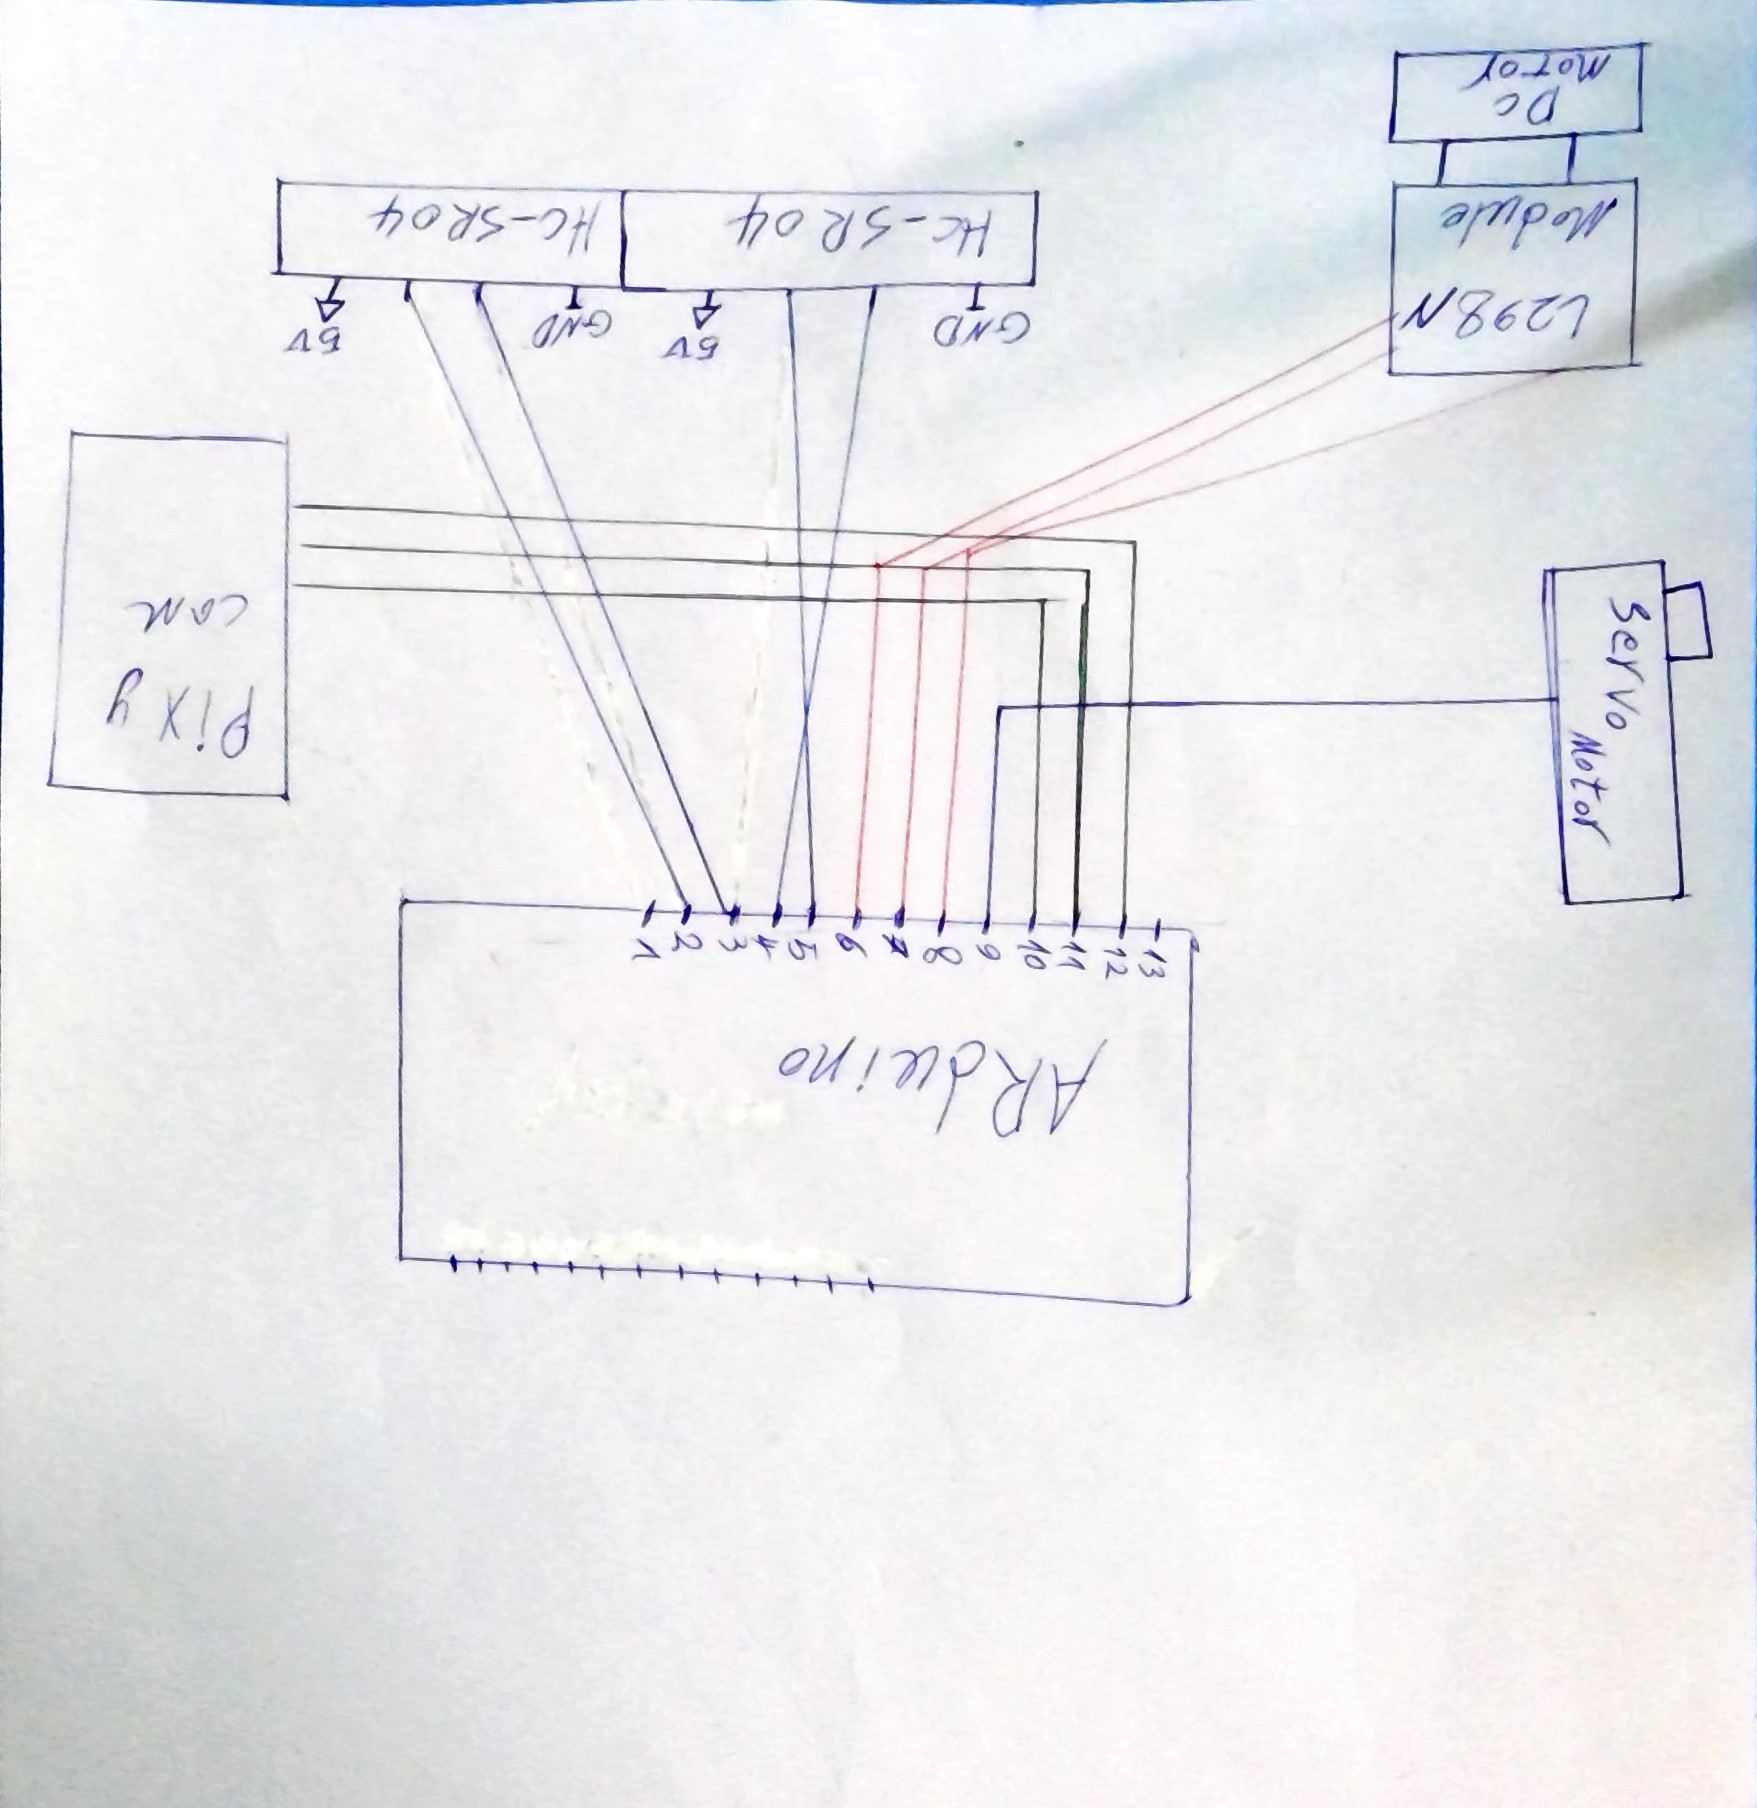 ARduino
1 2 3 4 5 6 7 8 9 10 11 12 13
Pixy
cam
Servo
Motor
L298N
Module
DC
Motor
GND
5V
GND
5V
HC-SR04
HC-SR04